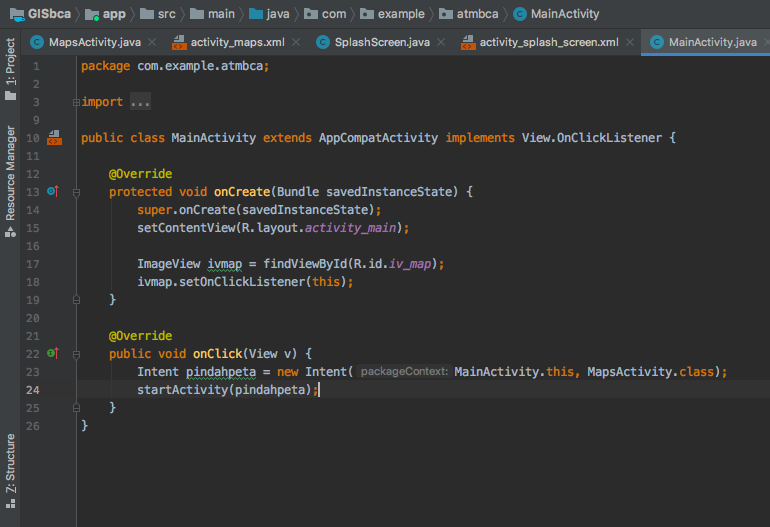 GISbca app src main java com example atmbca MainActivity
MapsActivity.java activity_maps.xml SplashScreen.java activity_splash_screen.xml MainActivity.java
1: Project
Resource Manager
Z: Structure
1 package com.example.atmbca;
2
3 import ...
9
10 public class MainActivity extends AppCompatActivity implements View.OnClickListener {
11
12 @Override
13 protected void onCreate(Bundle savedInstanceState) {
14 super.onCreate(savedInstanceState);
15 setContentView(R.layout.activity_main);
16
17 ImageView ivmap = findViewById(R.id.iv_map);
18 ivmap.setOnClickListener(this);
19 }
20
21 @Override
22 public void onClick(View v) {
23 Intent pindahpeta = new Intent( packageContext: MainActivity.this, MapsActivity.class);
24 startActivity(pindahpeta);
25 }
26 }